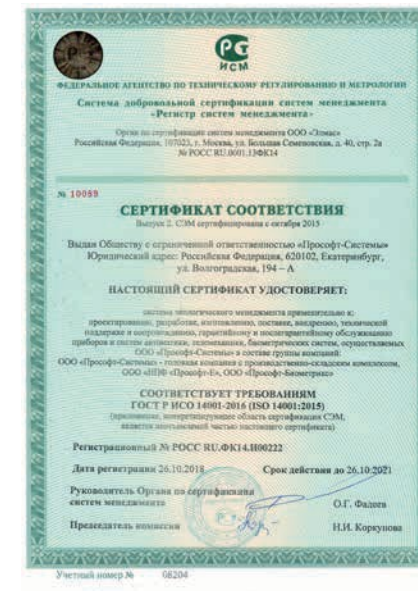 РС
ИСМ
ФЕДЕРАЛЬНОЕ АГЕНТСТВО ПО ТЕХНИЧЕСКОМУ РЕГУЛИРОВАНИЮ И МЕТРОЛОГИИ
Система добровольной сертификации систем менеджмента
«Регистр систем менеджмента»
Орган по сертификации систем менеджмента ООО «Элмас»
Российская Федерация, 107023, г. Москва, ул. Большая Семеновская, д. 40, стр. 2а
№ РОСС RU.0001.13ФК14
№ 10099
СЕРТИФИКАТ СООТВЕТСТВИЯ
Выпуск 2. СЭМ сертифицирована с октября 2015
Выдан Обществу с ограниченной ответственностью «Прософт-Системы»
Юридический адрес: Российская Федерация, 620102, Екатеринбург,
ул. Волгоградская, 194 – А
НАСТОЯЩИЙ СЕРТИФИКАТ УДОСТОВЕРЯЕТ:
система экологического менеджмента применительно к:
проектированию, разработке, изготовлению, поставке, внедрению, технической
поддержке и сопровождению, гарантийному и послегарантийному обслуживанию
приборов и систем автоматики, телемеханики, биометрических систем, осуществляемых
ООО «Прософт-Системы» в составе группы компаний:
ООО «Прософт-Системы» - головная компания с производственно-складским комплексом,
ООО «НПФ «Прософт-Е», ООО «Прософт-Биометрикс»
СООТВЕТСТВУЕТ ТРЕБОВАНИЯМ
ГОСТ Р ИСО 14001-2016 (ISO 14001:2015)
(приложение, конкретизирующее область сертификации СЭМ,
является неотъемлемой частью настоящего сертификата)
Регистрационный № РОСС RU.ФК14.И00222
Дата регистрации 26.10.2018 Срок действия до 26.10.2021
Руководитель Органа по сертификации
систем менеджмента О.Г. Фадеев
Председатель комиссии Н.И. Коркунова
Учетный номер № 08204